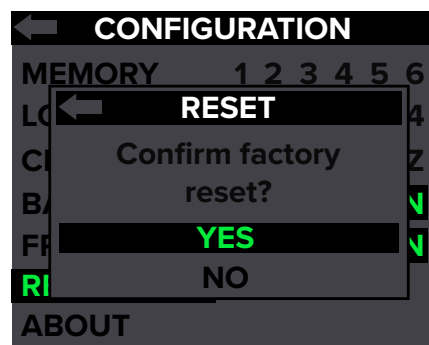 CONFIGURATION
MEMORY 1 2 3 4 5 6
RESET
Confirm factory
reset?
YES
NO
ABOUT